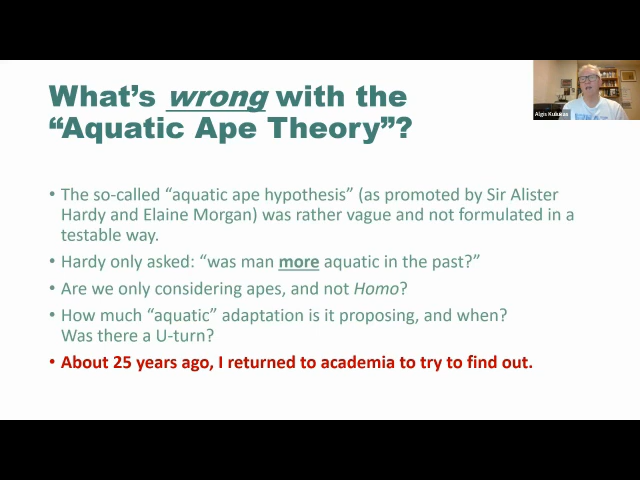 What's wrong with the
“Aquatic Ape Theory”?
• The so-called “aquatic ape hypothesis” (as promoted by Sir Alister
Hardy and Elaine Morgan) was rather vague and not formulated in a
testable way.
• Hardy only asked: “was man more aquatic in the past?”
• Are we only considering apes, and not Homo?
• How much “aquatic” adaptation is it proposing, and when?
Was there a U-turn?
• About 25 years ago, I returned to academia to try to find out.
Algis Kuliukas